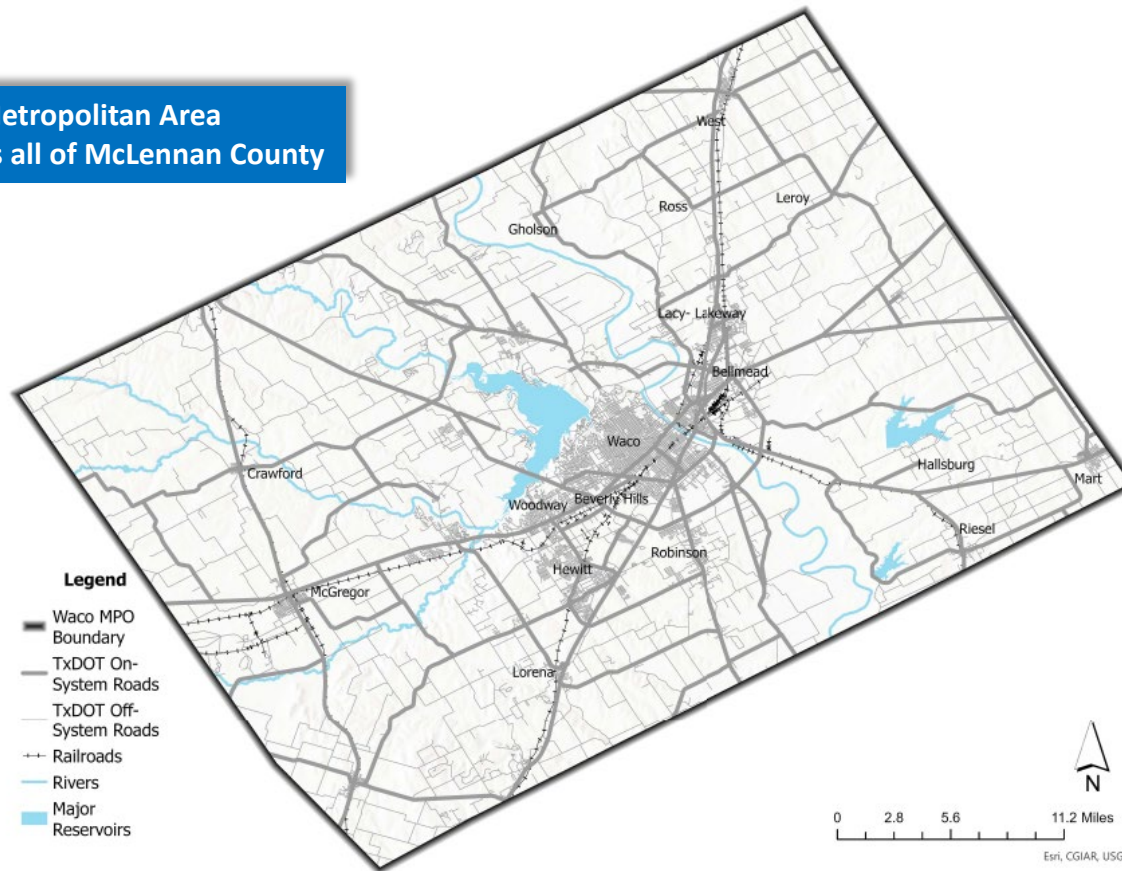 etropolitan Area
s all of McLennan County
West
Ross
Leroy
Gholson
Lacy- Lakeway
Bellmead
Waco
Crawford
Hallsburg
Mart
Woodway
Beverly Hills
Riesel
Robinson
Hewitt
McGregor
Lorena
Legend
Waco MPO
Boundary
TxDOT On-
System Roads
TxDOT Off-
System Roads
Railroads
Rivers
Major
Reservoirs
N
0 2.8 5.6 11.2 Miles
Esri, CGIAR, USG